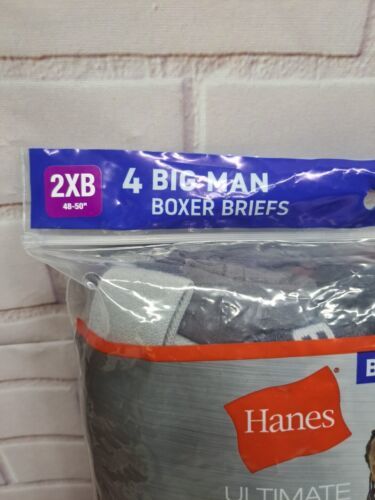 2XB
48-50"
4 BIG MAN
BOXER BRIEFS
B
Hanes
®
ULTIMATE